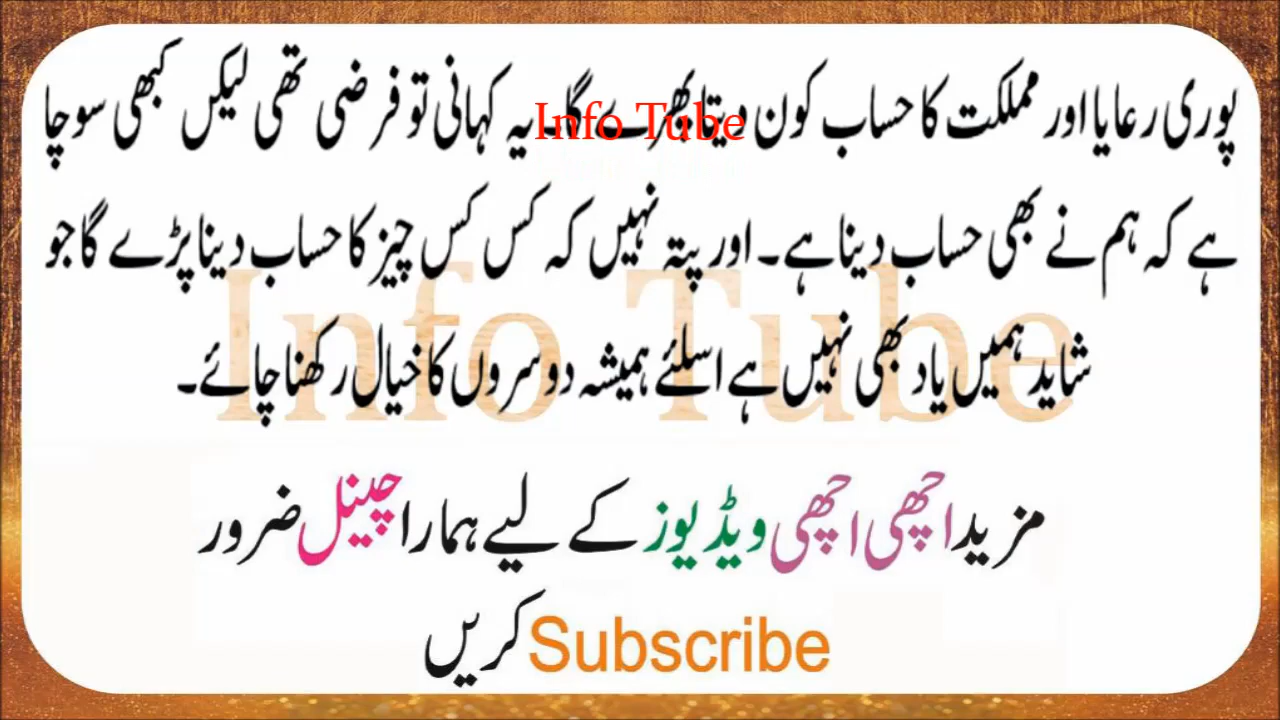 پوری رعایا اور مملکت کا حساب کون دیتا پھرے گا۔ یہ کہانی تو فرضی تھی لیکن کبھی سوچا
Info Tube
ہے کہ ہم نے بھی حساب دینا ہے۔ اور پتہ نہیں کہ کس کس چیز کا حساب دینا پڑے گا جو
Info Tube
شاید ہمیں یاد بھی نہیں ہے اسلئے ہمیشہ دوسروں کا خیال رکھنا چائے۔
مزید اچھی اچھی ویڈیوز کے لیے ہمارا چینل ضرور
Subscribe کریں